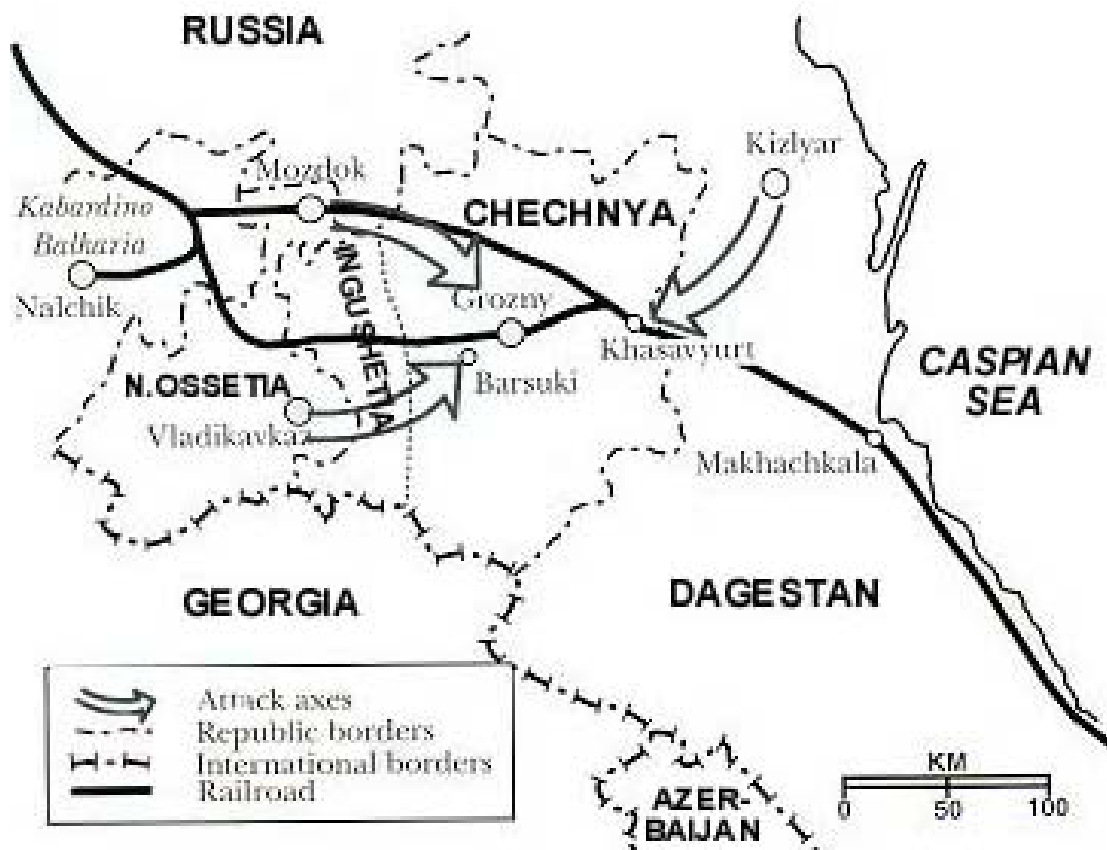 RUSSIA
Kizlyar
Mozdok
Kabardino
Balkaria
CHECHNYA
INGUSHETIA
Nalchik
Grozny
Khasavyurt
CASPIAN
SEA
N.OSSETIA
Barsuki
Vladikavkaz
Makhachkala
GEORGIA
DAGESTAN
Attack axes
Republic borders
International borders
Railroad
KM
0 50 100
AZER-
BAIJAN